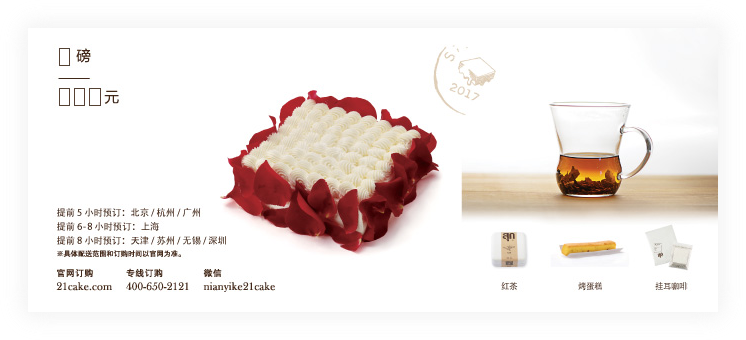 磅
元
2017
提前 5 小时预订：北京 / 杭州 / 广州
提前 6-8 小时预订：上海
提前 8 小时预订：天津 / 苏州 / 无锡 / 深圳
※具体配送范围和订购时间以官网为准。
官网订购 专线订购 微信
21cake.com 400-650-2121 nianyike21cake
红茶 烤蛋糕 挂耳咖啡